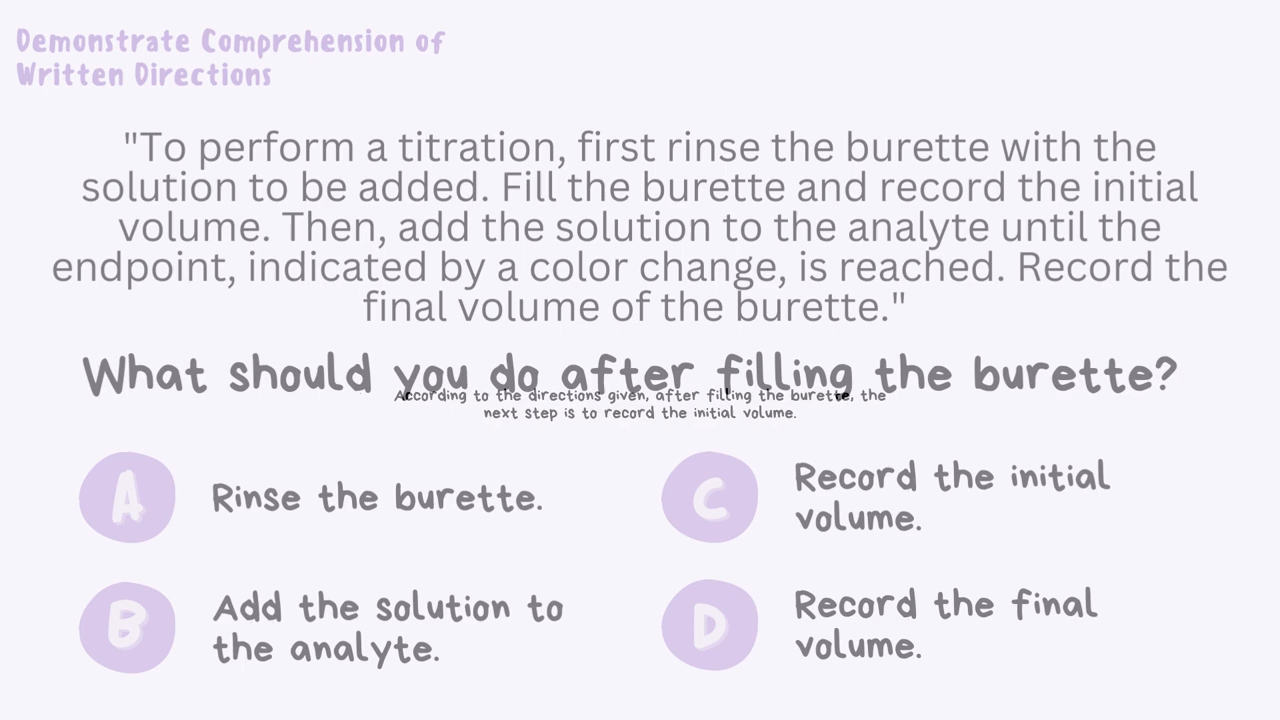 Demonstrate Comprehension of
Written Directions
"To perform a titration, first rinse the burette with the
solution to be added. Fill the burette and record the initial
volume. Then, add the solution to the analyte until the
endpoint, indicated by a color change, is reached. Record the
final volume of the burette."
What should you do after filling the burette?
According to the directions given, after filling the burette, the
next step is to record the initial volume.
A Rinse the burette.
B Add the solution to
the analyte.
C Record the initial
volume.
D Record the final
volume.